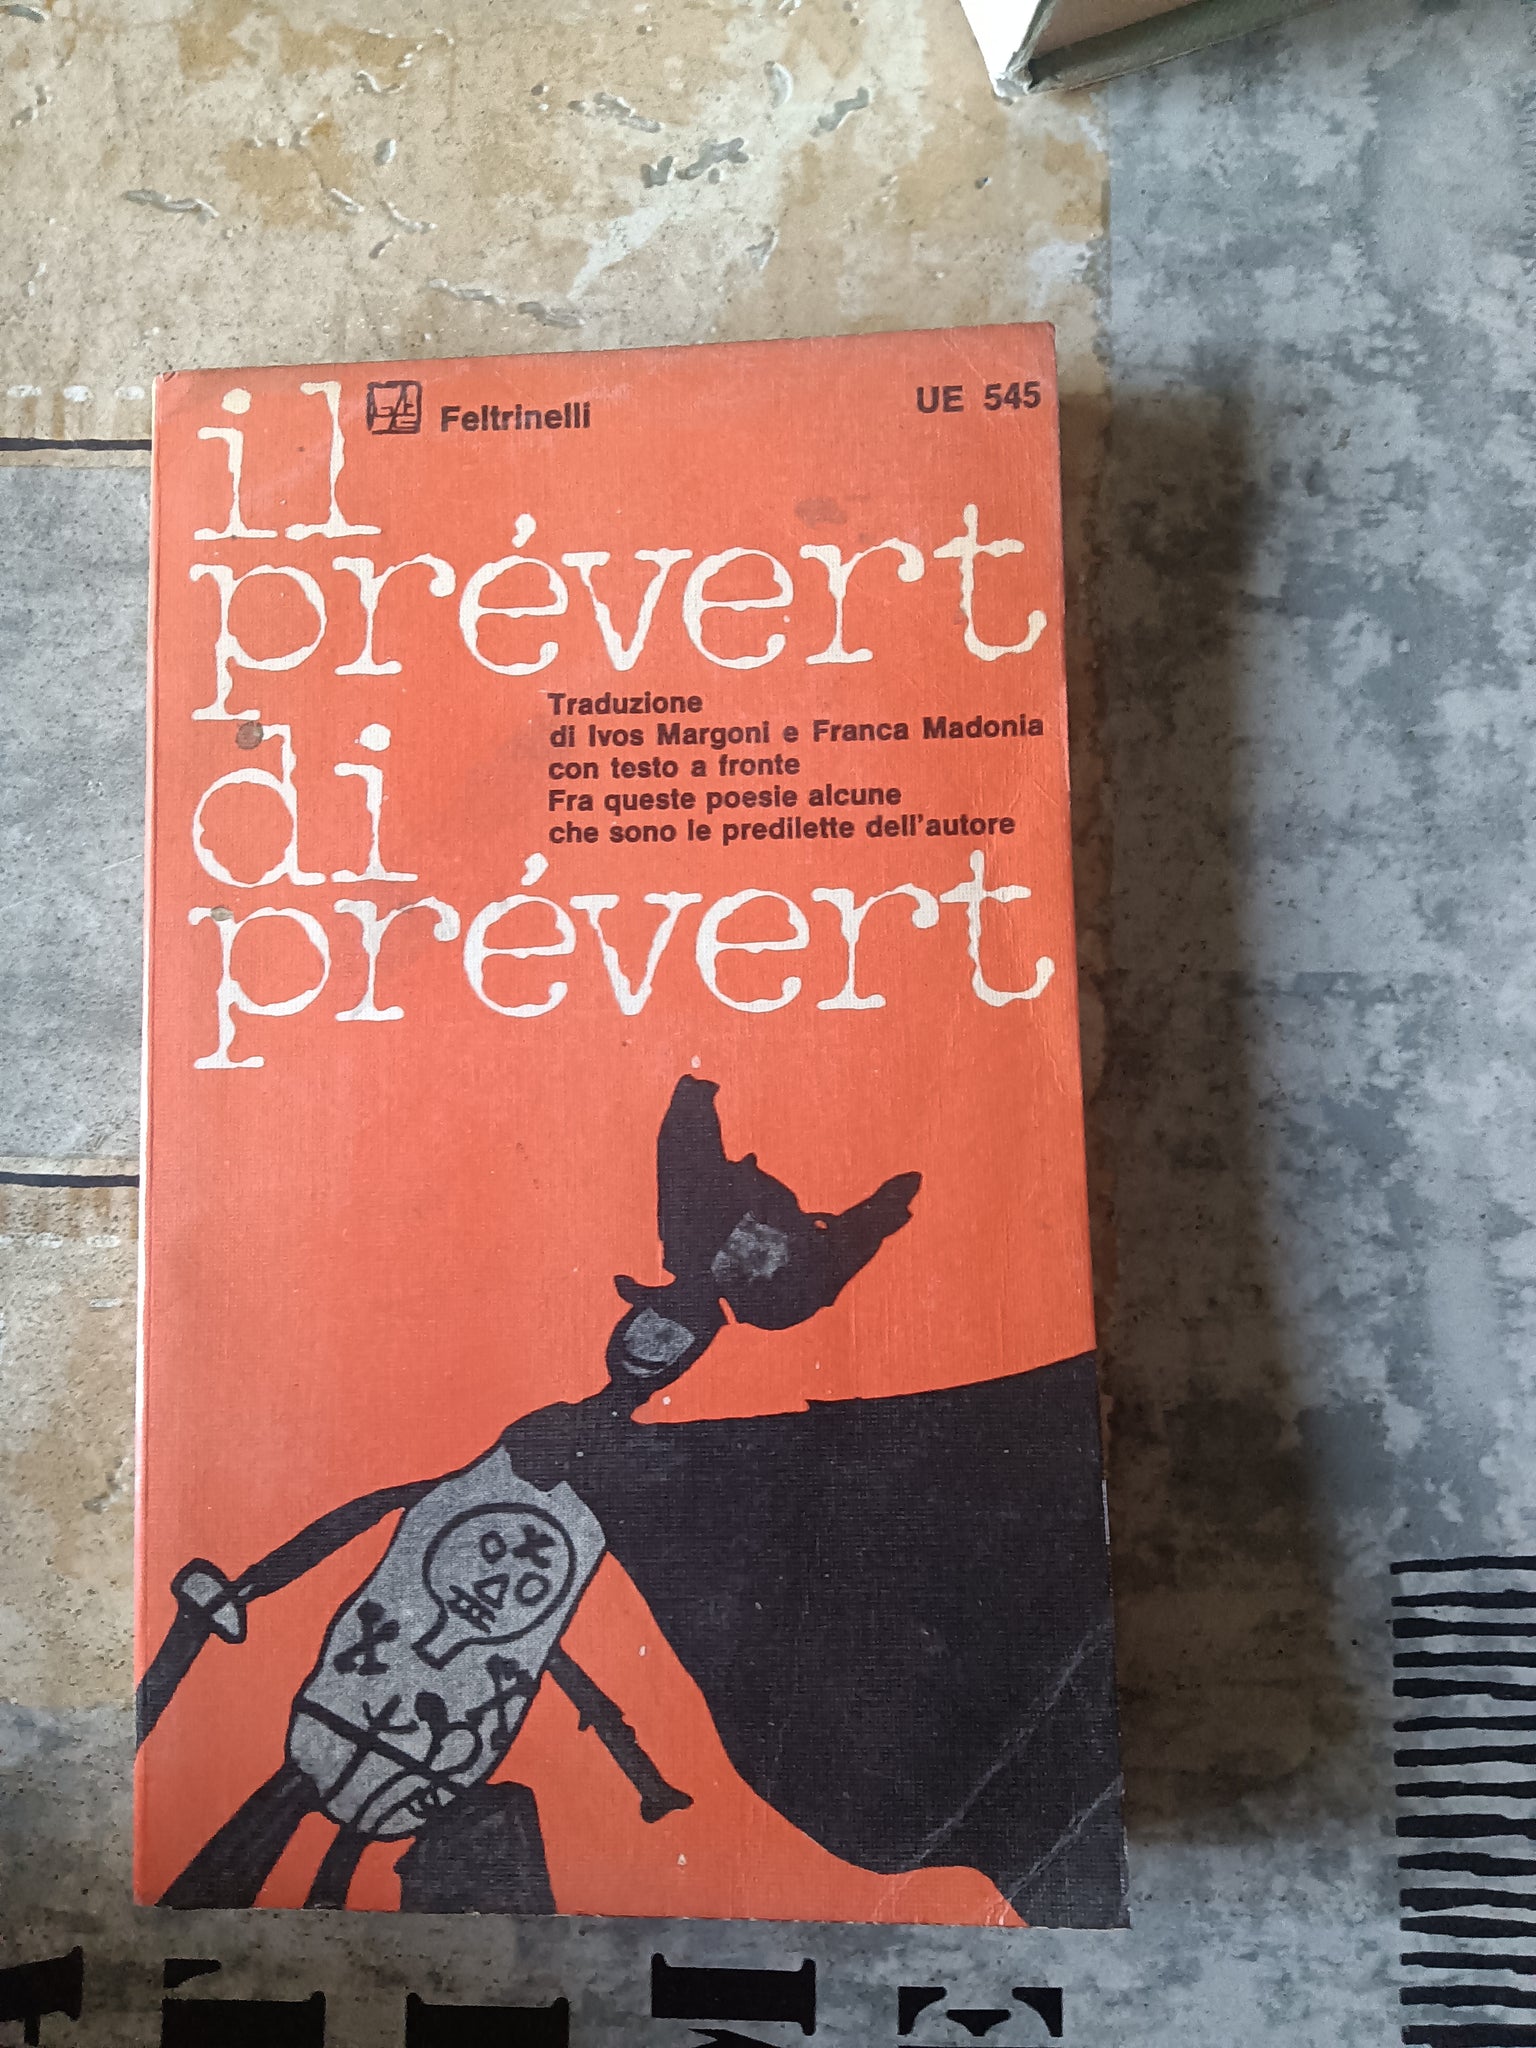 il
Feltrinelli
UE 545
prévert
Traduzione
di Ivos Margoni e Franca Madonia
con testo a fronte
Fra queste poesie alcune
che sono le predilette dell'autore
di
prévert